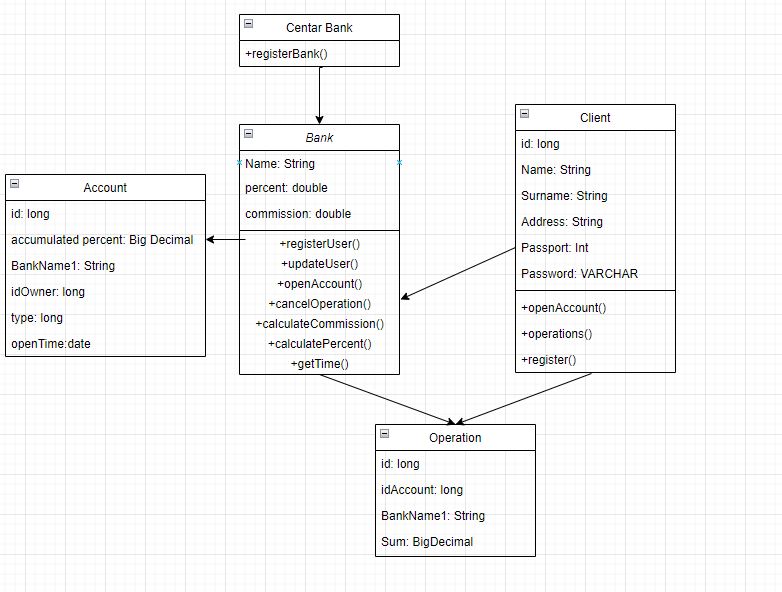 Centar Bank
+registerBank()
Bank
Name: String
percent: double
commission: double
+registerUser()
+updateUser()
+openAccount()
+cancelOperation()
+calculateCommission()
+calculatePercent()
+getTime()
Client
id: long
Name: String
Surname: String
Address: String
Passport: Int
Password: VARCHAR
+openAccount()
+operations()
+register()
Account
id: long
accumulated percent: Big Decimal
BankName1: String
idOwner: long
type: long
openTime:date
Operation
id: long
idAccount: long
BankName1: String
Sum: BigDecimal